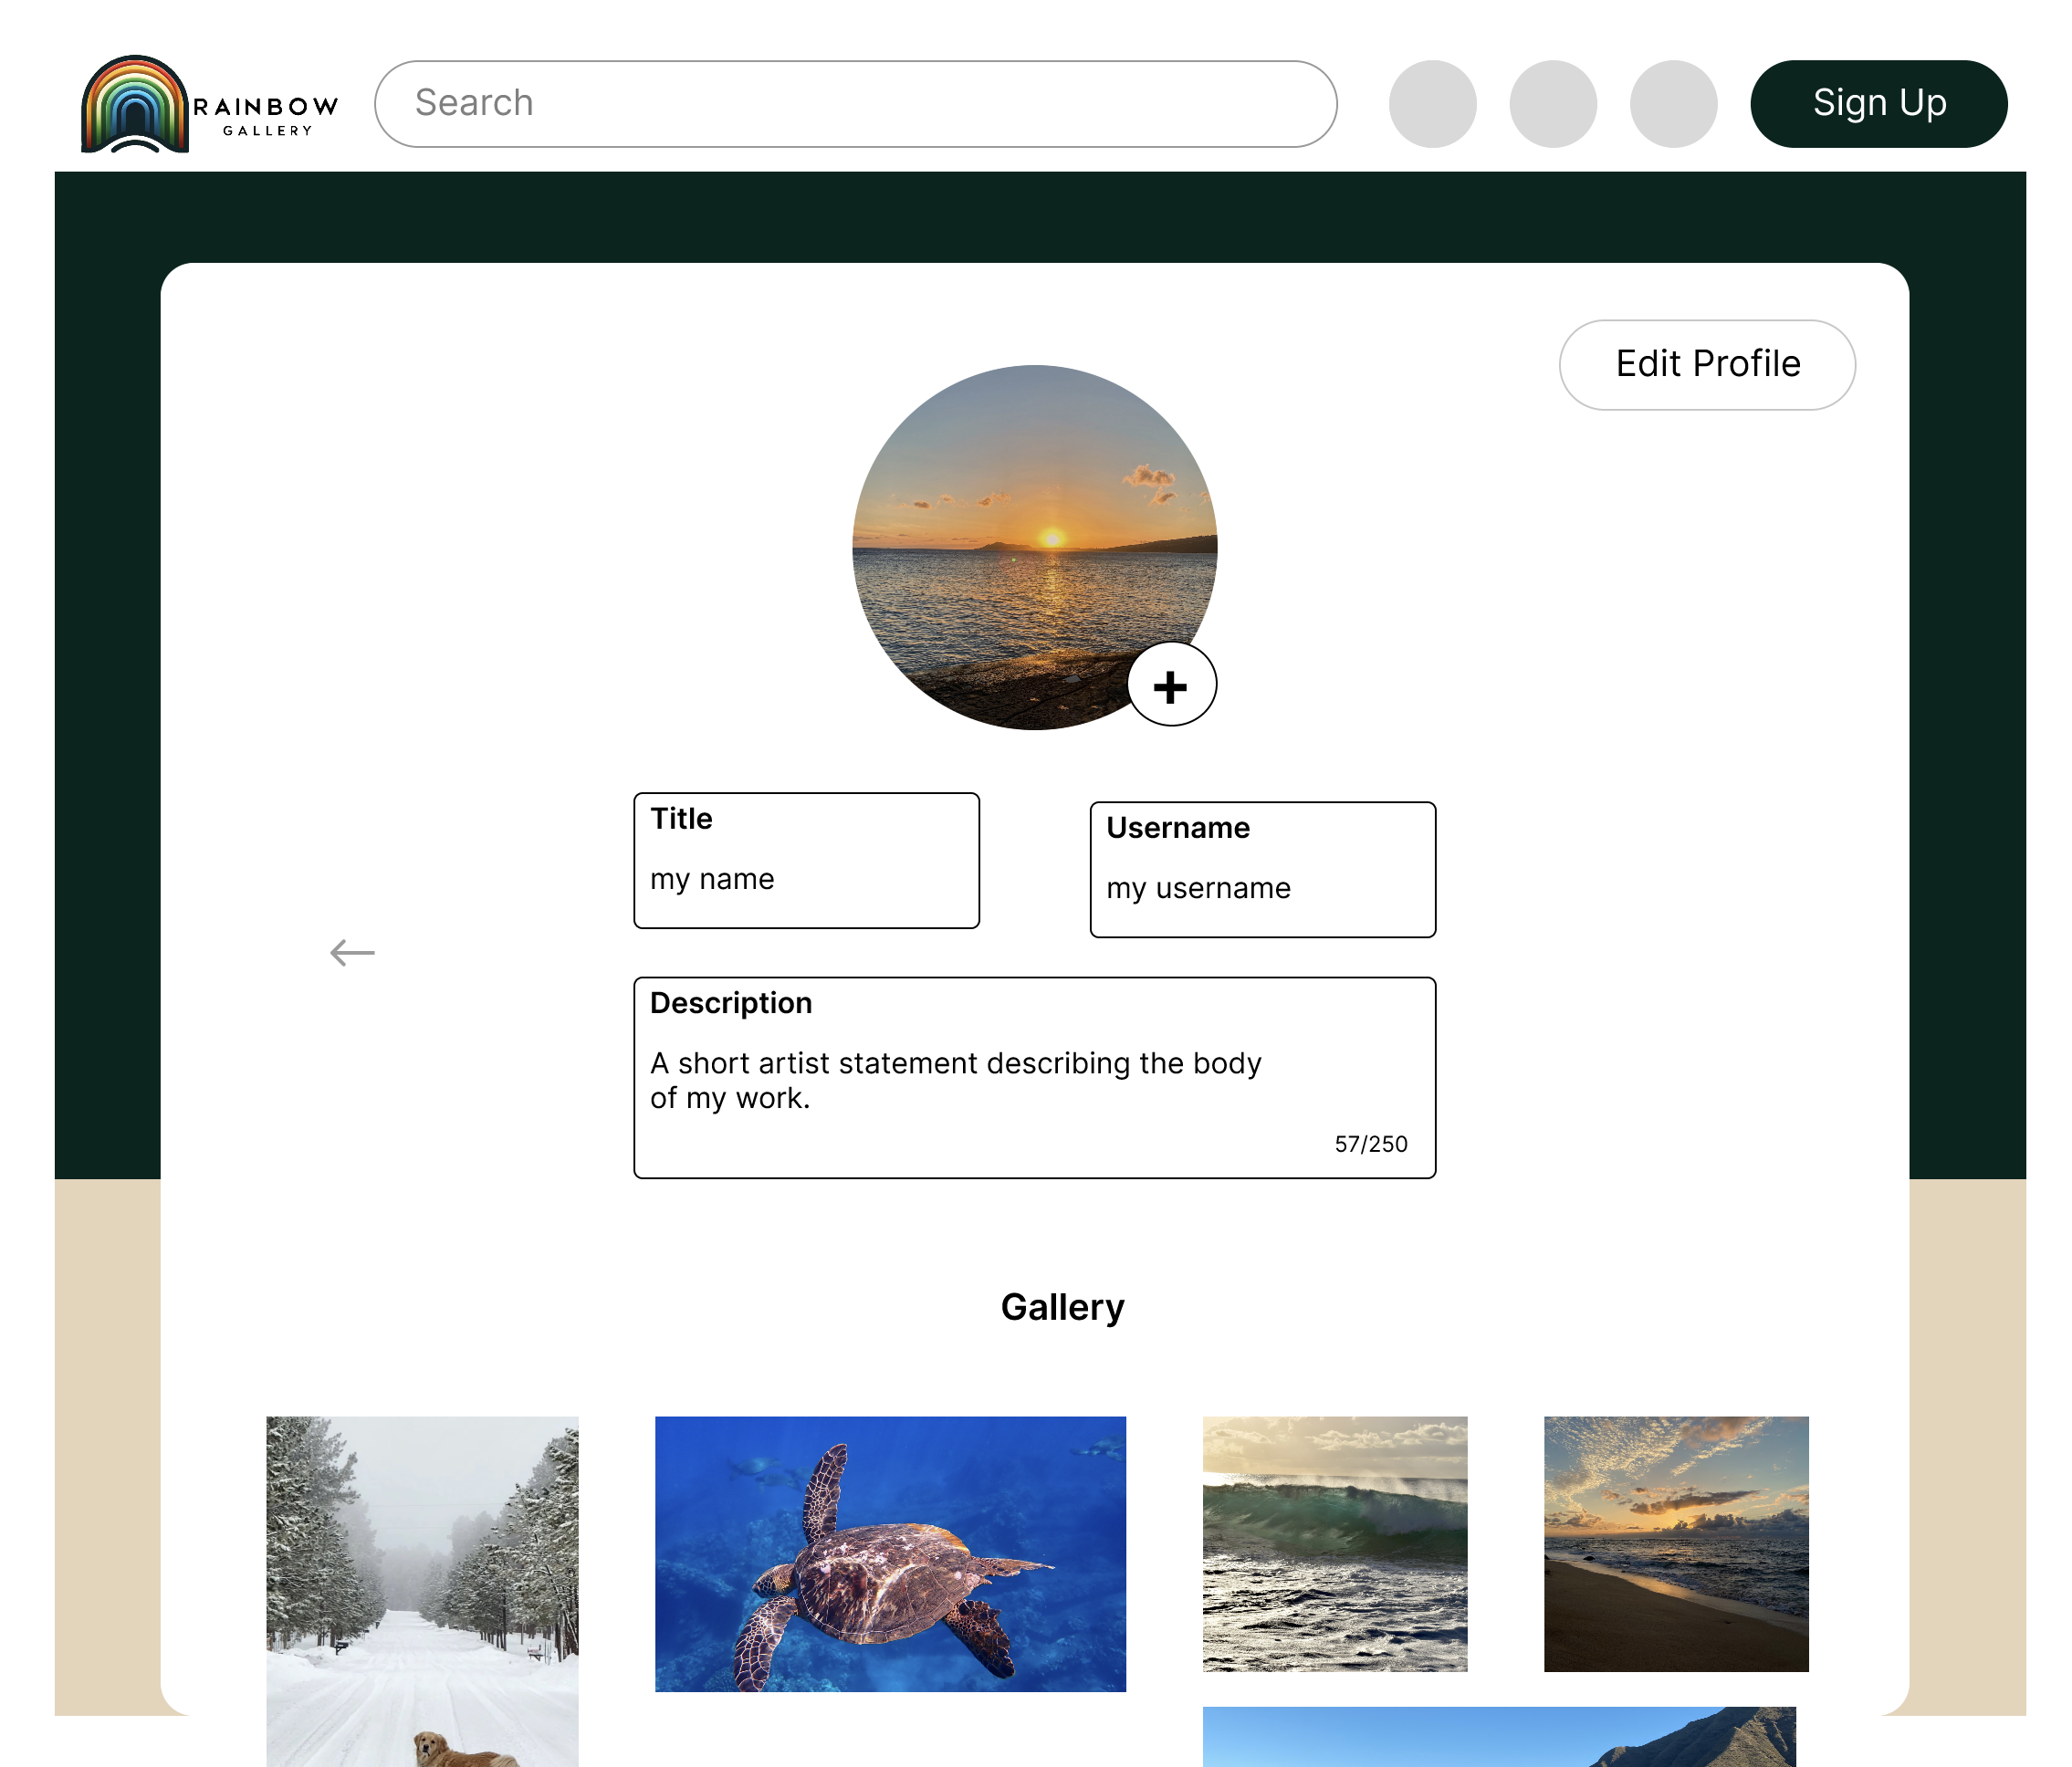 RAINBOW
GALLERY
Search
Sign Up
Edit Profile
+
Title
my name
Username
my username
Description
A short artist statement describing the body
of my work.
57/250
Gallery